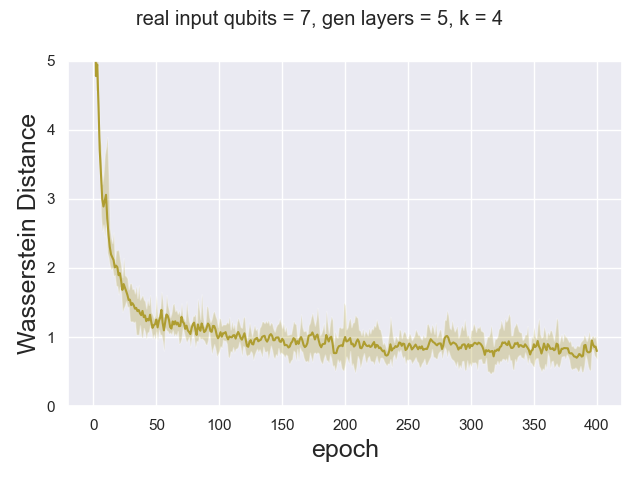 real input qubits = 7, gen layers = 5, k = 4
5
4
3
2
1
0
Wasserstein Distance
0 50 100 150 200 250 300 350 400
epoch